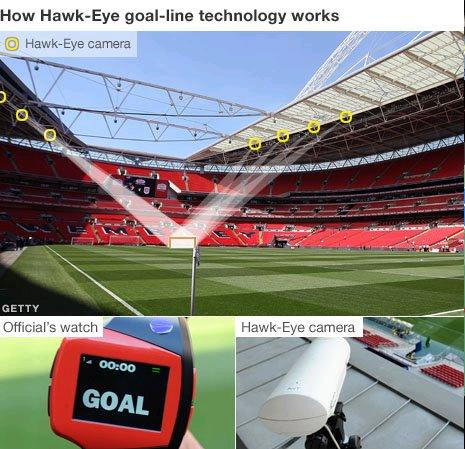 How Hawk-Eye goal-line technology works
Hawk-Eye camera
GETTY
Official's watch
Hawk-Eye camera
00:00
GOAL